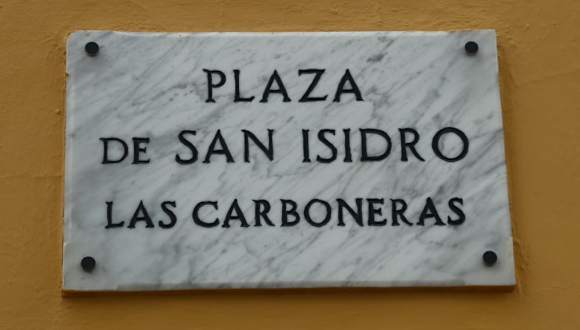 PLAZA
DE SAN ISIDRO
LAS CARBONERAS